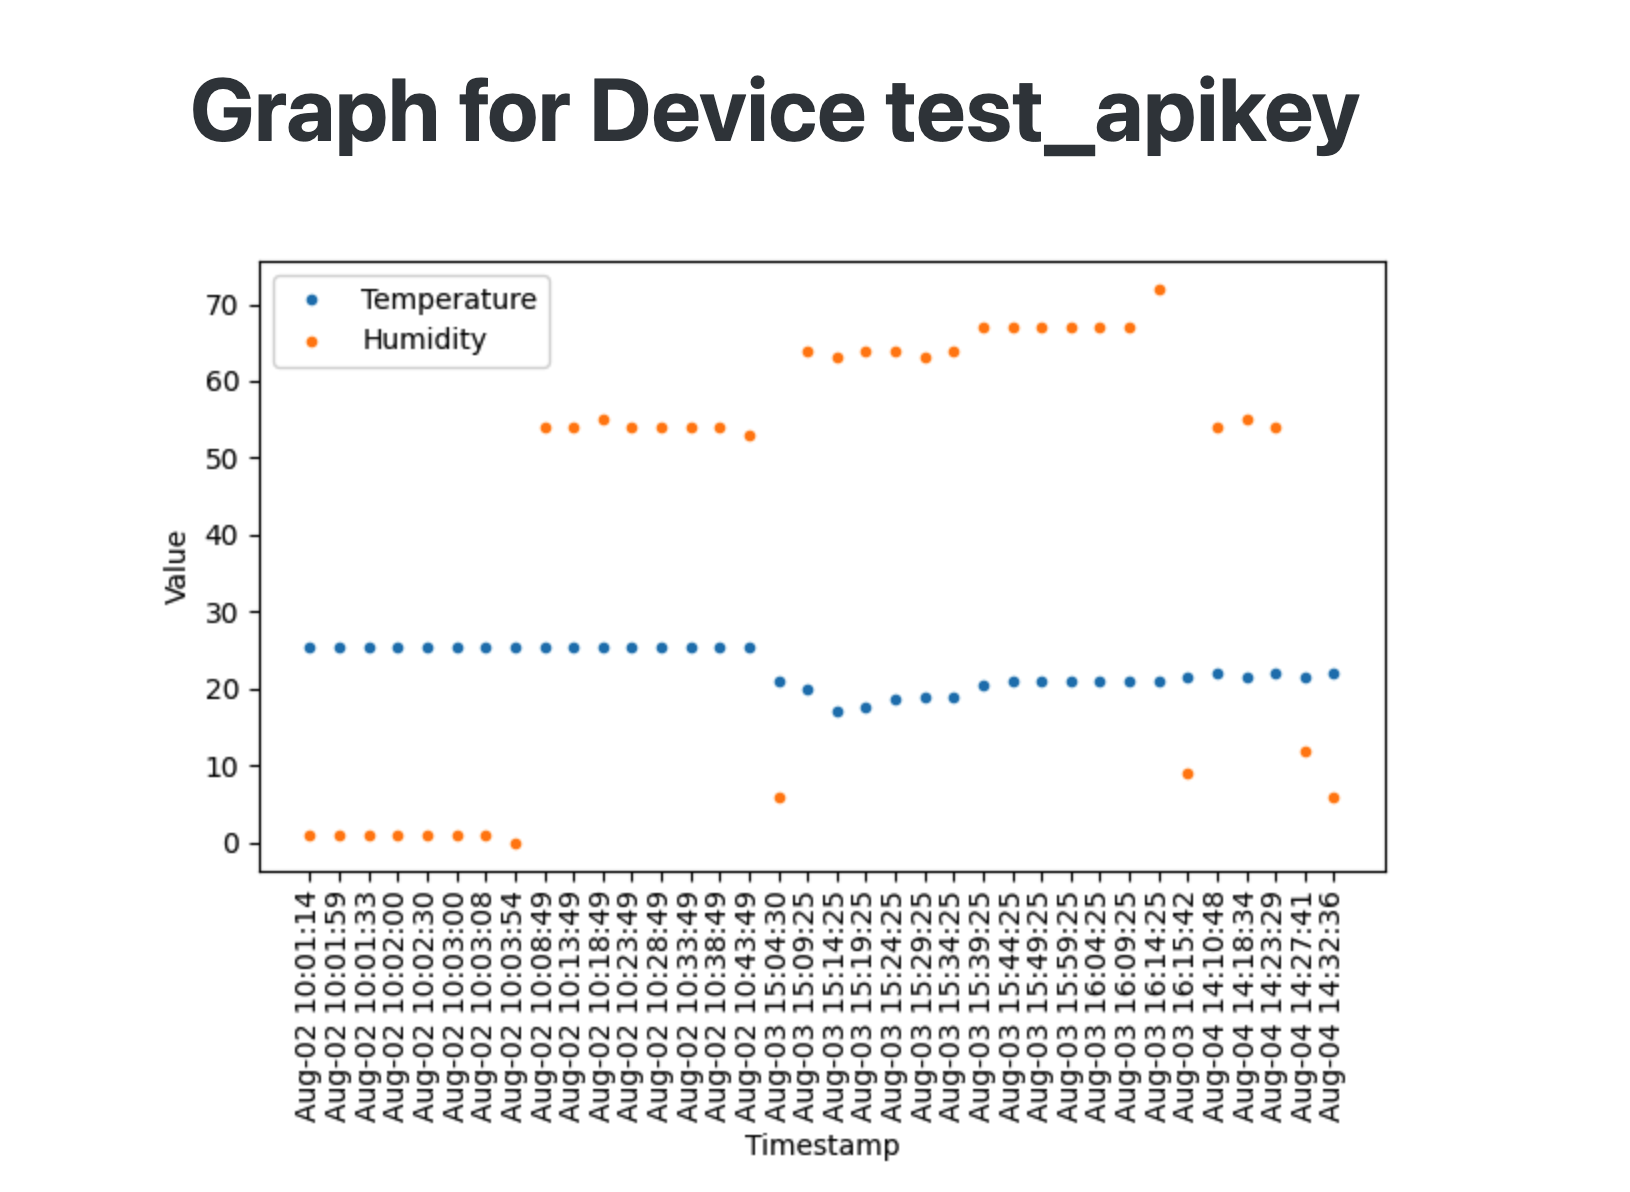 Graph for Device test_apikey
Temperature
Humidity
70
60
50
40
30
20
10
0
Value
Aug-02 10:01:14
Aug-02 10:01:59
Aug-02 10:01:33
Aug-02 10:02:00
Aug-02 10:02:30
Aug-02 10:03:00
Aug-02 10:03:08
Aug-02 10:03:54
Aug-02 10:08:49
Aug-02 10:13:49
Aug-02 10:18:49
Aug-02 10:23:49
Aug-02 10:28:49
Aug-02 10:33:49
Aug-02 10:38:49
Aug-02 10:43:49
Aug-03 15:04:30
Aug-03 15:09:25
Aug-03 15:14:25
Aug-03 15:19:25
Aug-03 15:24:25
Aug-03 15:29:25
Aug-03 15:34:25
Aug-03 15:39:25
Aug-03 15:44:25
Aug-03 15:49:25
Aug-03 15:59:25
Aug-03 16:04:25
Aug-03 16:09:25
Aug-03 16:14:25
Aug-03 16:15:42
Aug-04 14:10:48
Aug-04 14:18:34
Aug-04 14:23:29
Aug-04 14:27:41
Aug-04 14:32:36
Timestamp